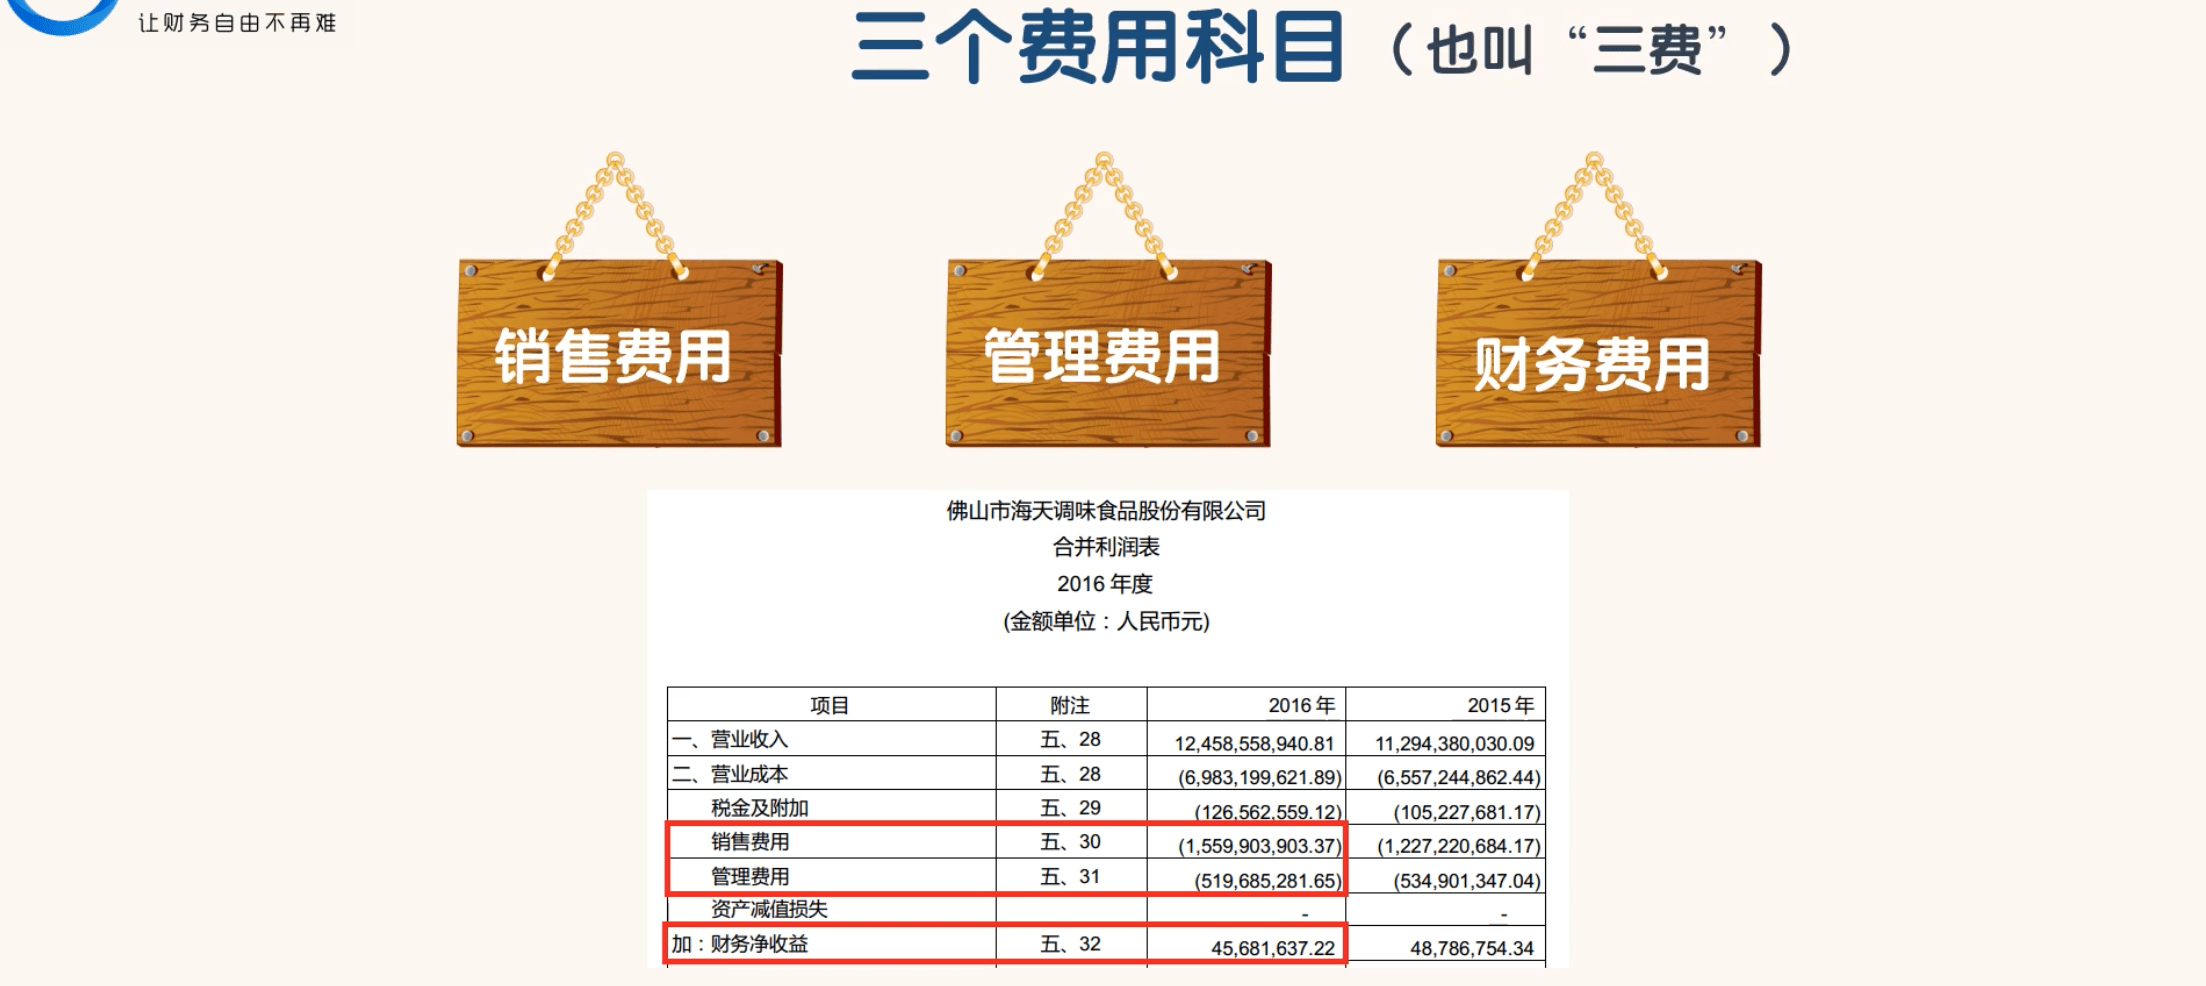 让财务自由不再难
三个费用科目（也叫“三费”）
销售费用 管理费用 财务费用
佛山市海天调味食品股份有限公司
合并利润表
2016 年度
(金额单位：人民币元)
项目 附注 2016 年 2015 年
一、营业收入 五、28 12,458,558,940.81 11,294,380,030.09
二、营业成本 五、28 (6,983,199,621.89) (6,557,244,862.44)
税金及附加 五、29 (126,562,559.12) (105,227,681.17)
销售费用 五、30 (1,559,903,903.37) (1,227,220,684.17)
管理费用 五、31 (519,685,281.65) (534,901,347.04)
资产减值损失 - -
加：财务净收益 五、32 45,681,637.22 48,786,754.34